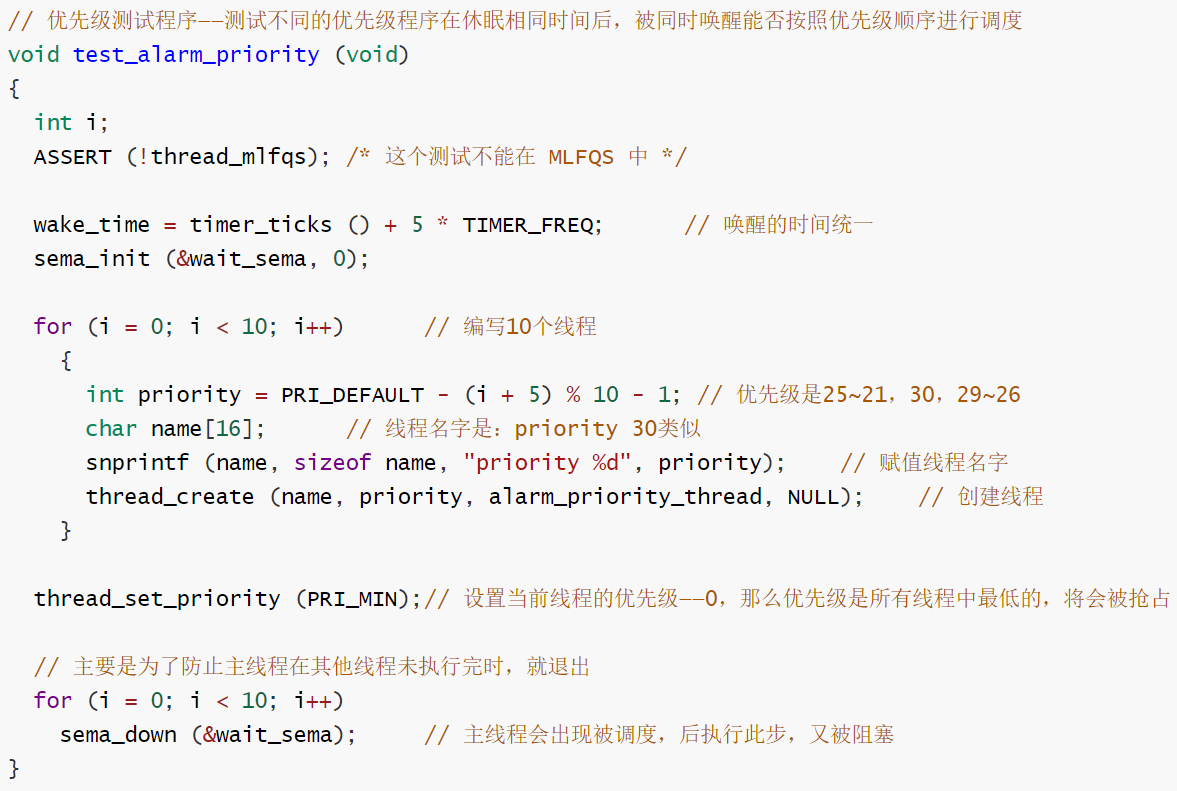 // 优先级测试程序——测试不同的优先级程序在休眠相同时间后，被同时唤醒能否按照优先级顺序进行调度
void test_alarm_priority (void)
{
  int i;
  ASSERT (!thread_mlfqs); /* 这个测试不能在 MLFQS 中 */
  wake_time = timer_ticks () + 5 * TIMER_FREQ;      // 唤醒的时间统一
  sema_init (&wait_sema, 0);
  for (i = 0; i < 10; i++)      // 编写10个线程
    {
      int priority = PRI_DEFAULT - (i + 5) % 10 - 1; // 优先级是25~21，30，29~26
      char name[16];      // 线程名字是：priority 30类似
      snprintf (name, sizeof name, "priority %d", priority);    // 赋值线程名字
      thread_create (name, priority, alarm_priority_thread, NULL);    // 创建线程
    }
  thread_set_priority (PRI_MIN);// 设置当前线程的优先级——0，那么优先级是所有线程中最低的，将会被抢占
  // 主要是为了防止主线程在其他线程未执行完时，就退出
  for (i = 0; i < 10; i++)
    sema_down (&wait_sema);     // 主线程会出现被调度，后执行此步，又被阻塞
}